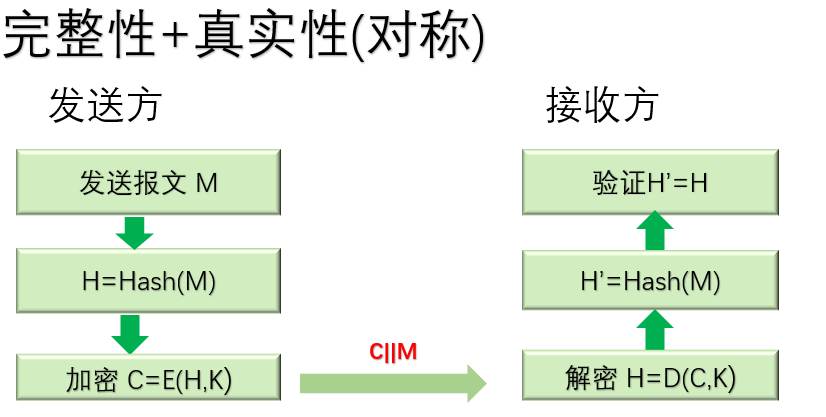 完整性+真实性(对称)
发送方
接收方
发送报文 M
验证H’=H
H=Hash(M)
H’=Hash(M)
C||M
加密 C=E(H,K)
解密 H=D(C,K)